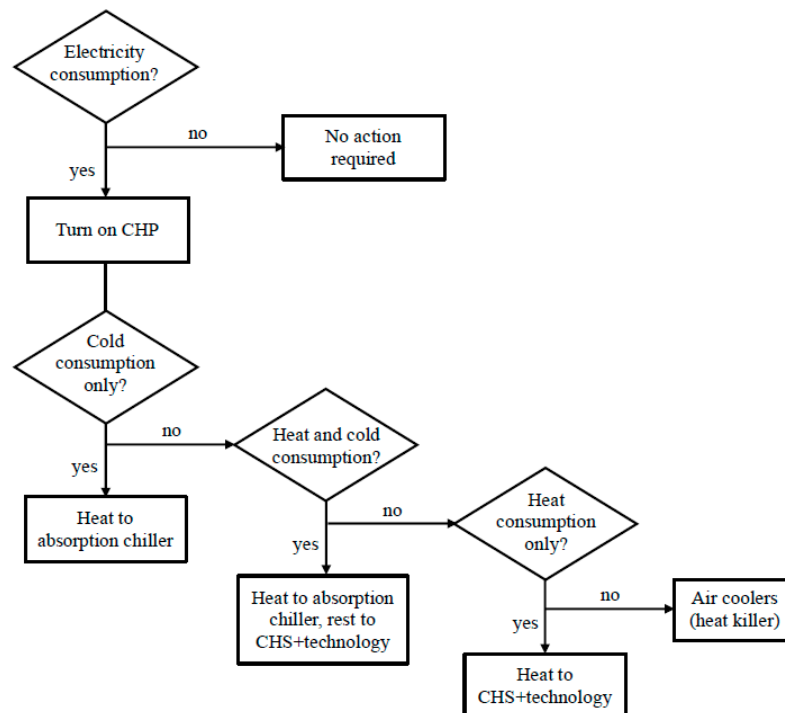 Electricity
consumption?
no
No action
required
yes
Turn on CHP
Cold
consumption
only?
no
Heat and cold
consumption?
yes
Heat to
absorption chiller
no
Heat
consumption
only?
yes
Heat to absorption
chiller, rest to
CHS+technology
no
Air coolers
(heat killer)
yes
Heat to
CHS+technology